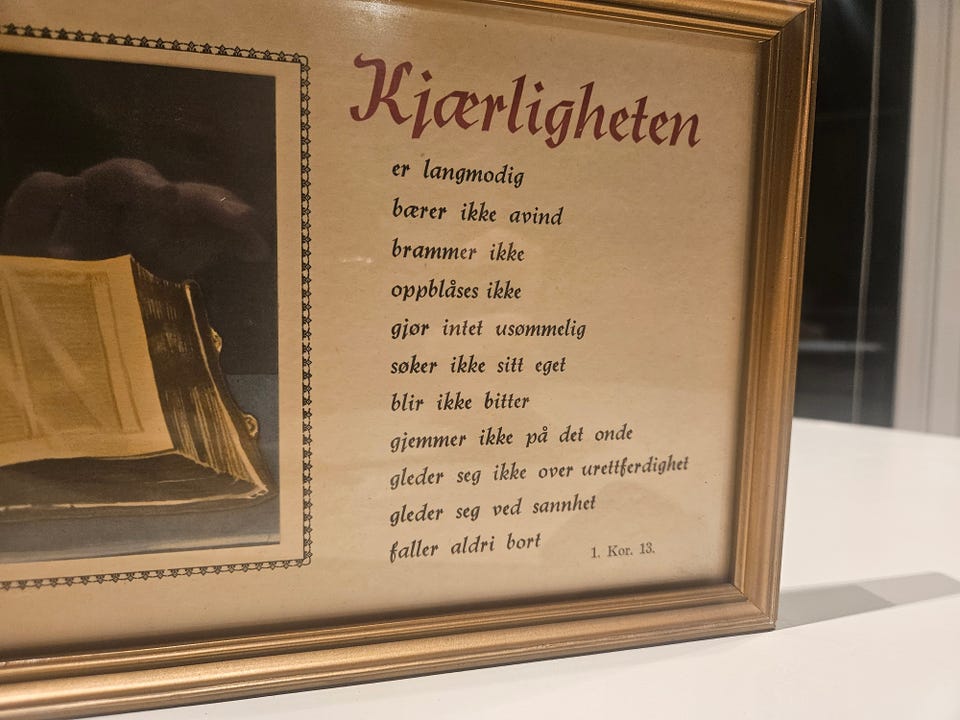 Kjærligheten
er langmodig
bærer ikke avind
brammer ikke
oppblåses ikke
gjør intet usømmelig
søker ikke sitt eget
blir ikke bitter
gjemmer ikke på det onde
gleder seg ikke over urettferdighet
gleder seg ved sannhet
faller aldri bort
1. Kor. 13.